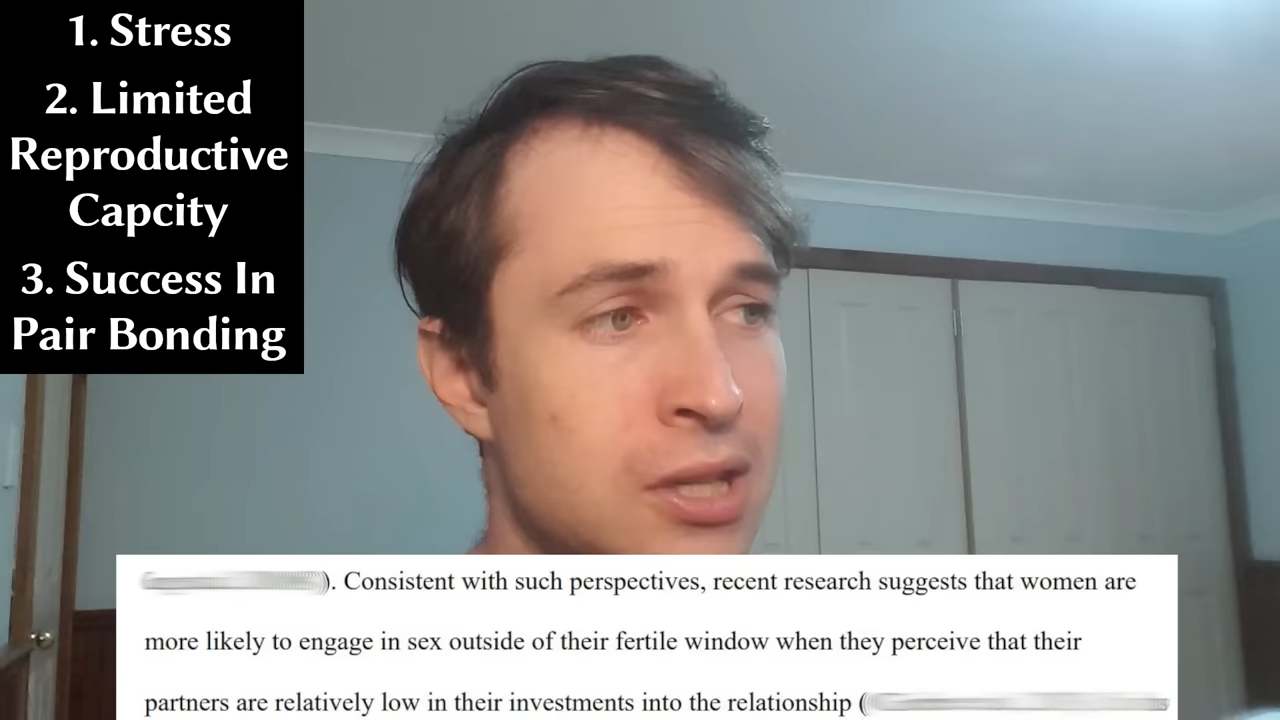 1. Stress
2. Limited
Reproductive
Capcity
3. Success In
Pair Bonding
). Consistent with such perspectives, recent research suggests that women are
more likely to engage in sex outside of their fertile window when they perceive that their
partners are relatively low in their investments into the relationship (